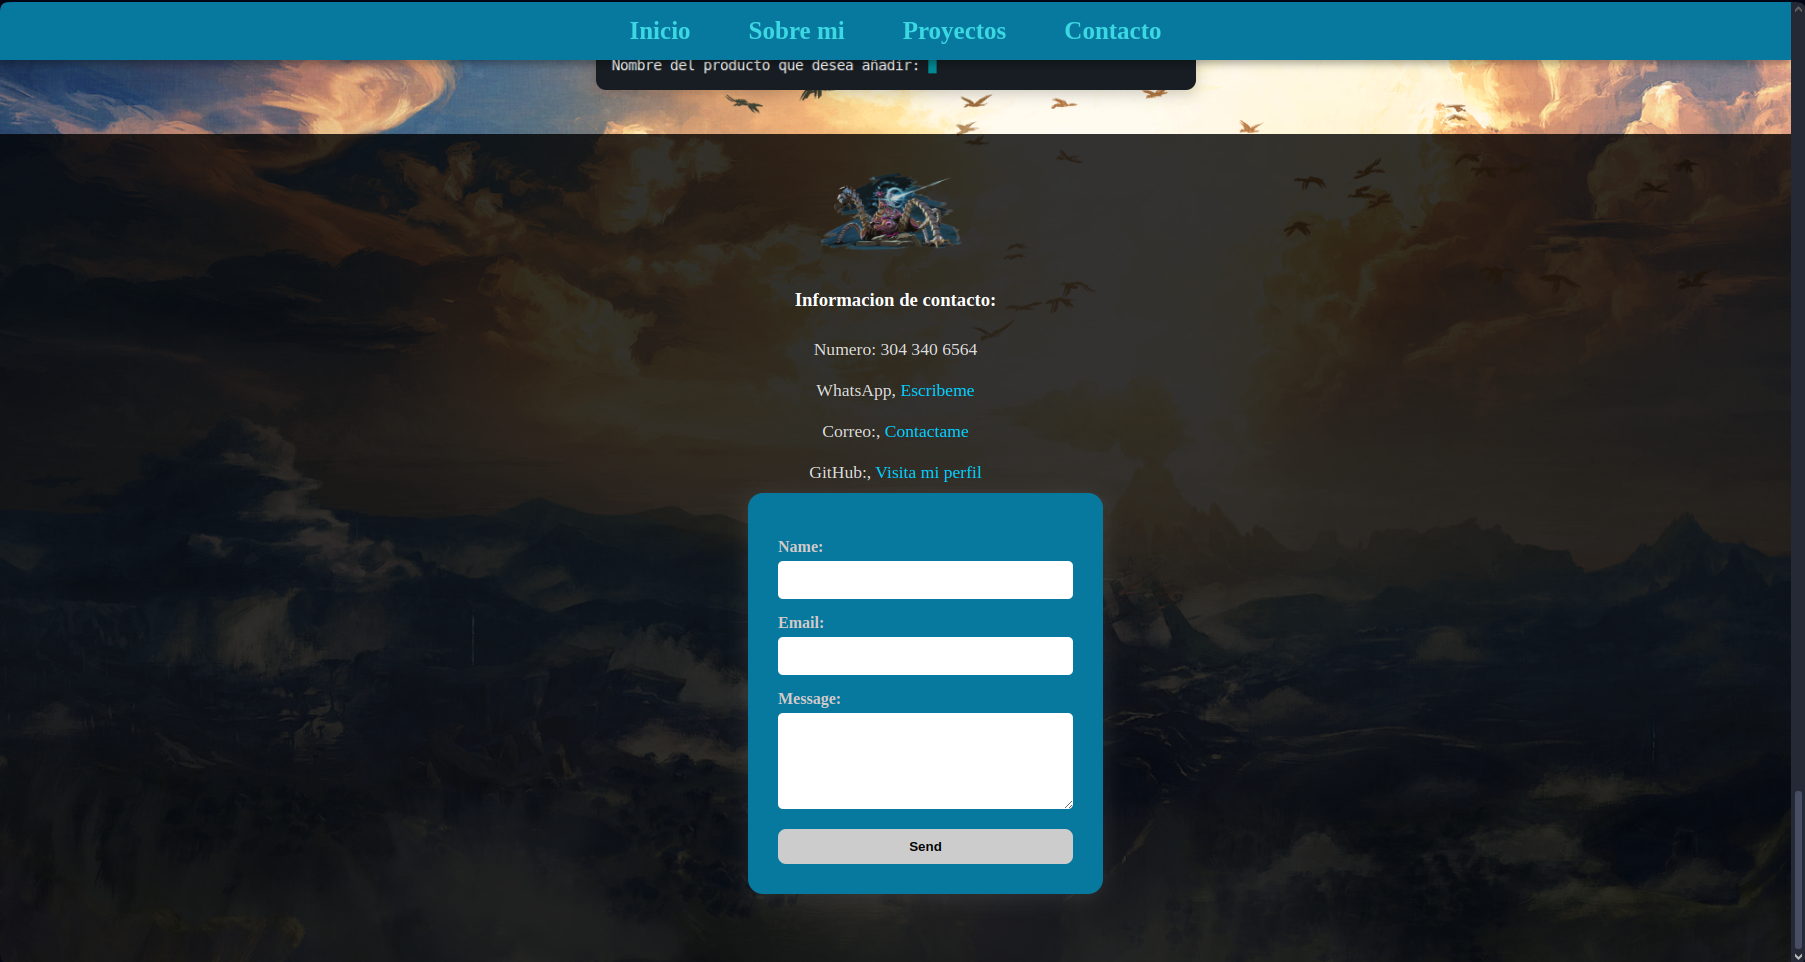 Inicio Sobre mi Proyectos Contacto
Nombre del producto que desea añadir:
Informacion de contacto:
Numero: 304 340 6564
WhatsApp, Escribeme
Correo:, Contactame
GitHub:, Visita mi perfil
Name:
Email:
Message:
Send